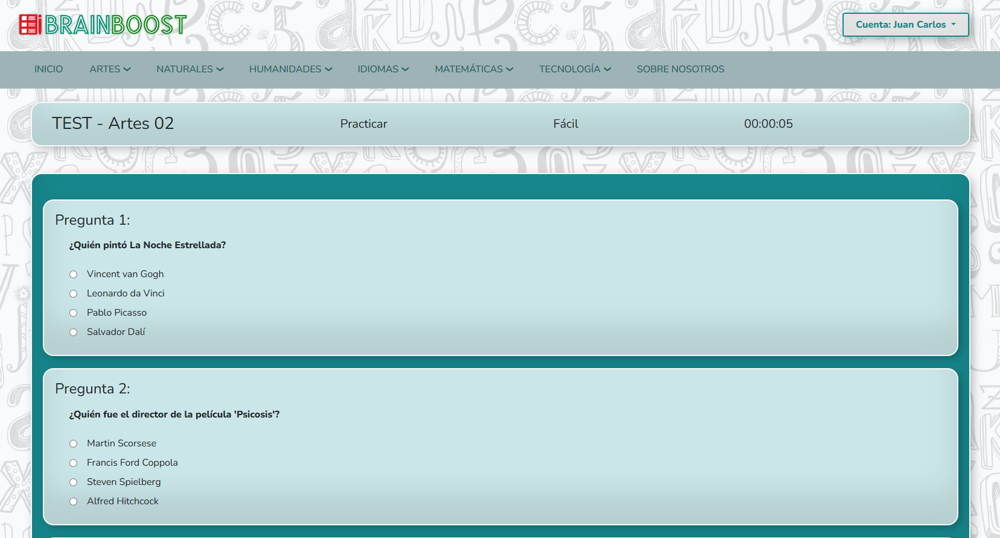 BRAINBOOST
Cuenta: Juan Carlos
INICIO ARTES NATURALES HUMANIDADES IDIOMAS MATEMÁTICAS TECNOLOGÍA SOBRE NOSOTROS
TEST - Artes 02 Practicar Fácil 00:00:05
Pregunta 1:
¿Quién pintó La Noche Estrellada?
Vincent van Gogh
Leonardo da Vinci
Pablo Picasso
Salvador Dalí
Pregunta 2:
¿Quién fue el director de la película 'Psicosis'?
Martin Scorsese
Francis Ford Coppola
Steven Spielberg
Alfred Hitchcock